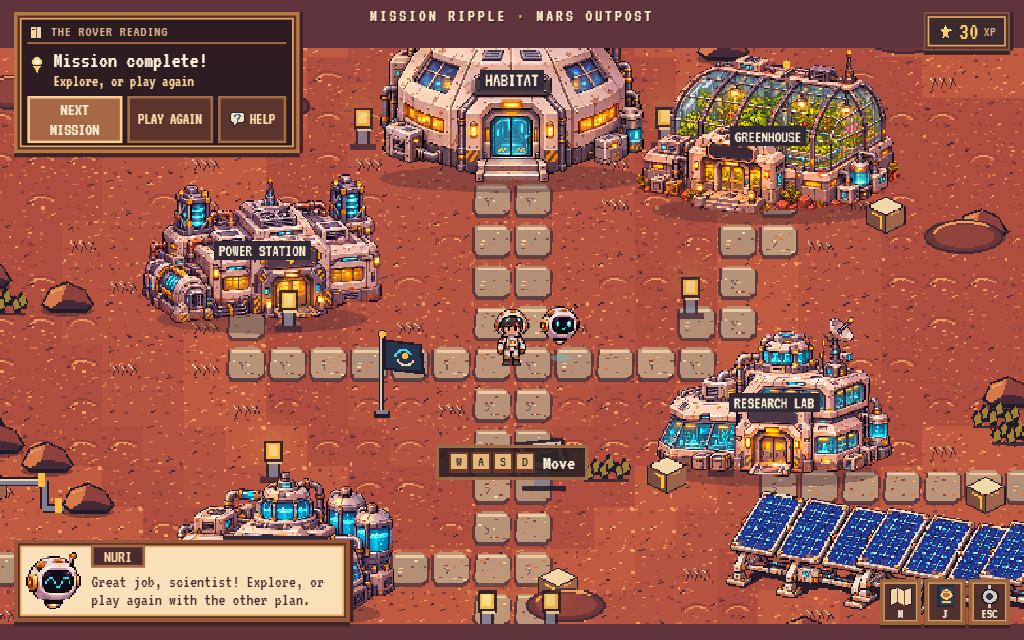 MISSION RIPPLE · MARS OUTPOST
THE ROVER READING
Mission complete!
Explore, or play again
NEXT
MISSION
PLAY AGAIN
? HELP
30 XP
HABITAT
GREENHOUSE
POWER STATION
RESEARCH LAB
W A S D Move
NURI
Great job, scientist! Explore, or
play again with the other plan.
M
J
ESC